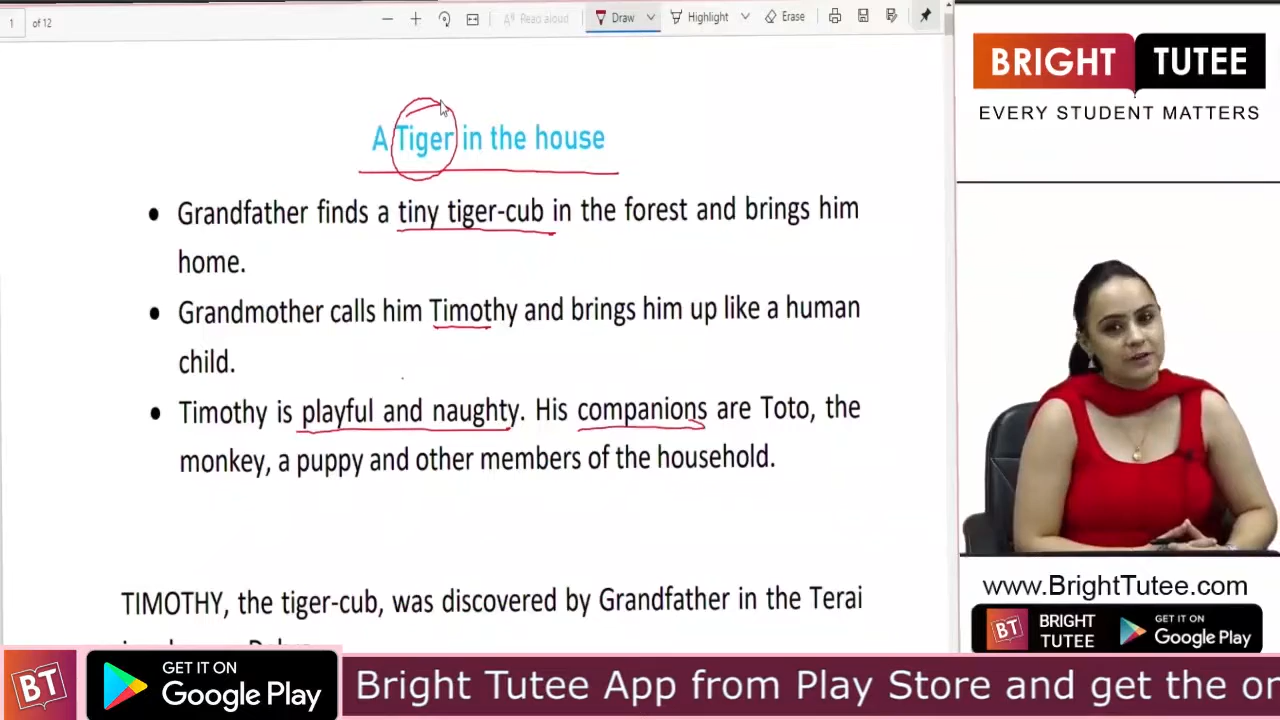 1 of 12
Read aloud
Draw
Highlight
Erase
BRIGHT TUTEE
EVERY STUDENT MATTERS
A Tiger in the house
• Grandfather finds a tiny tiger-cub in the forest and brings him
home.
• Grandmother calls him Timothy and brings him up like a human
child.
• Timothy is playful and naughty. His companions are Toto, the
monkey, a puppy and other members of the household.
TIMOTHY, the tiger-cub, was discovered by Grandfather in the Terai
www.BrightTutee.com
BT BRIGHT TUTEE
GET IT ON
Google Play
BT
GET IT ON
Google Play
Bright Tutee App from Play Store and get the or